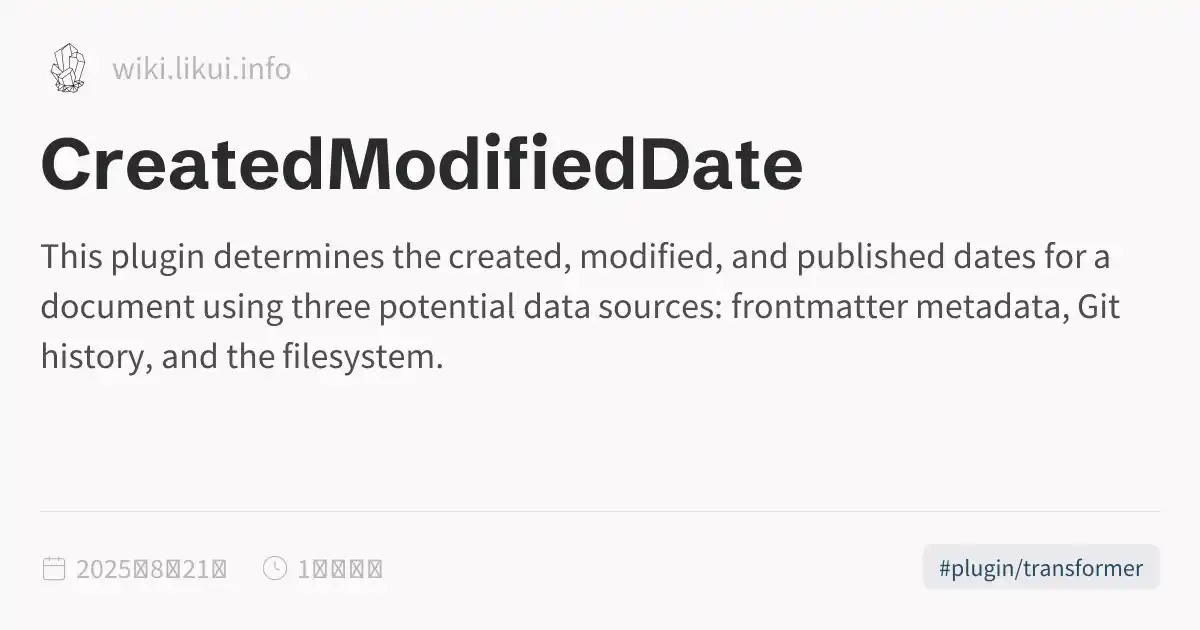 wiki.likui.info
CreatedModifiedDate
This plugin determines the created, modified, and published dates for a
document using three potential data sources: frontmatter metadata, Git
history, and the filesystem.
2025 8 21
1
#plugin/transformer